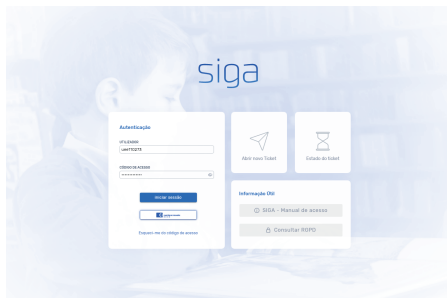 siga
Autenticação
UTILIZADOR
CÓDIGO DE ACESSO
Iniciar sessão
Esqueci-me do código de acesso
Abrir novo Ticket
Estado do ticket
Informação Útil
SIGA - Manual de acesso
Consultar RGPD